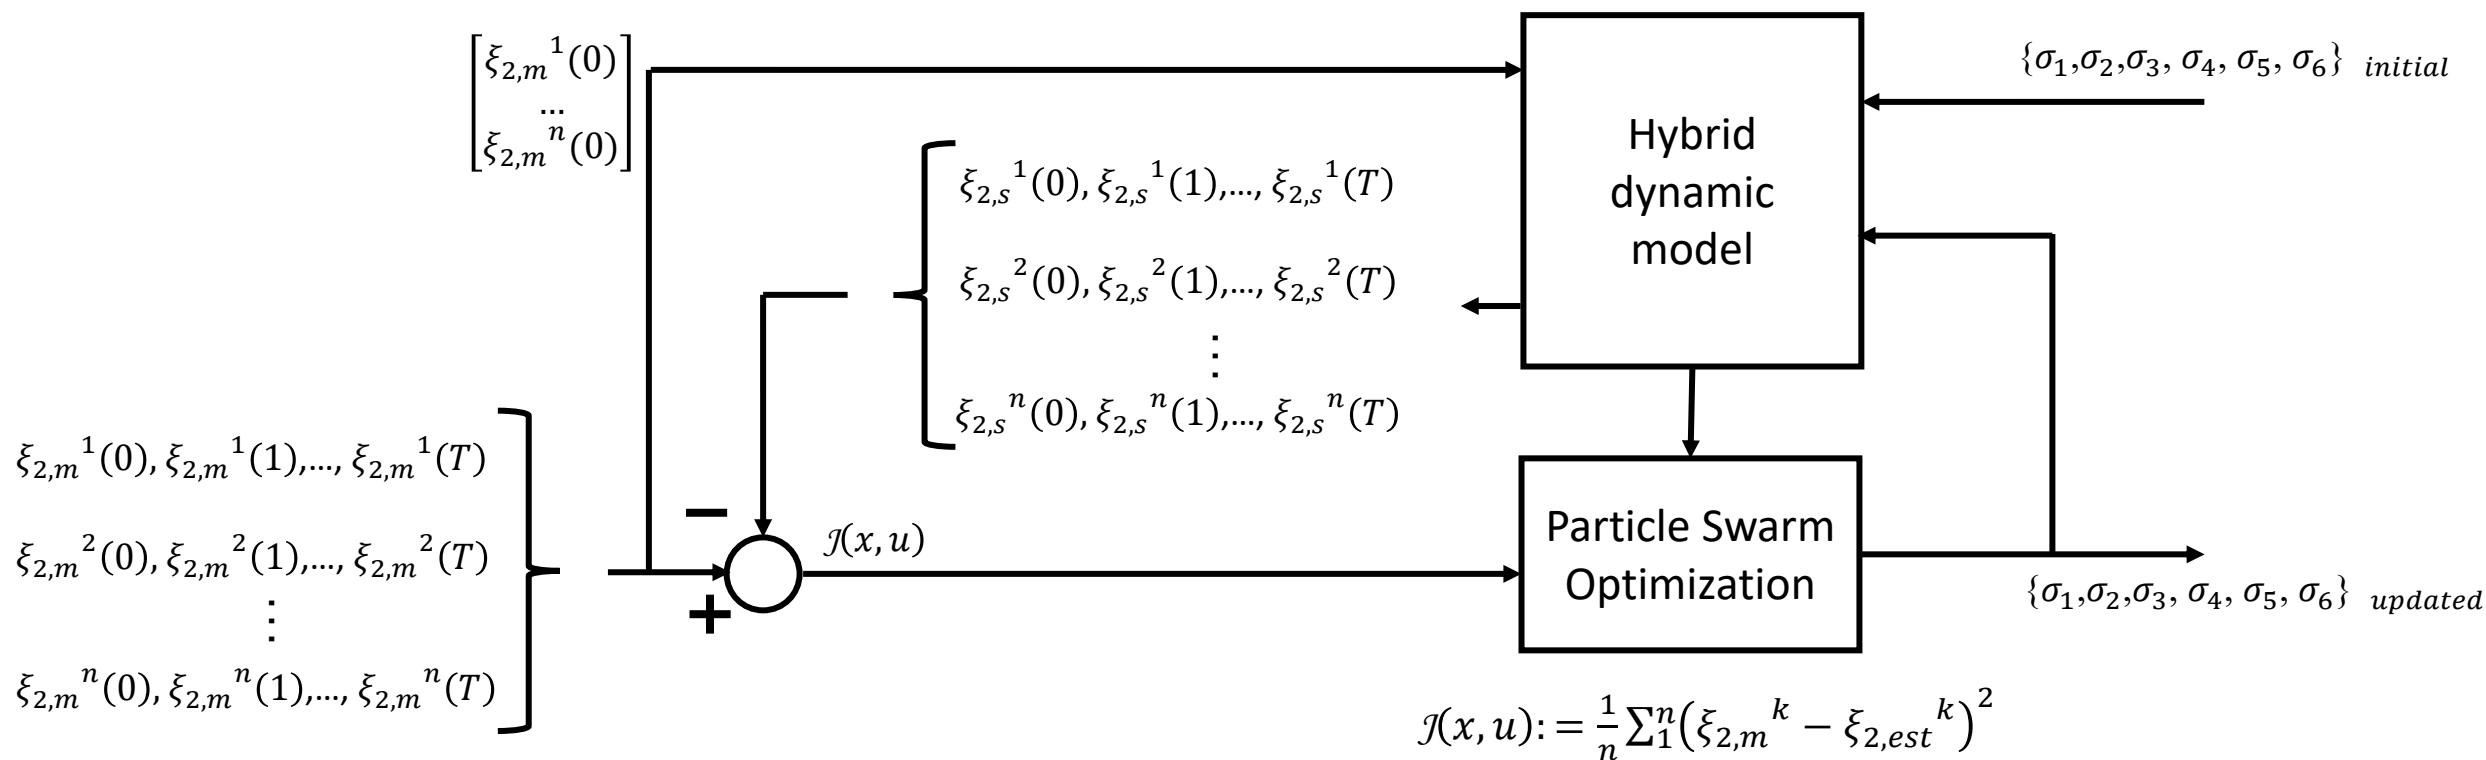 [ξ₂,ₘ¹(0)
...
ξ₂,ₘⁿ(0)]
{σ₁,σ₂,σ₃, σ₄, σ₅, σ₆} initial
Hybrid
dynamic
model
ξ₂,ₛ¹(0), ξ₂,ₛ¹(1),..., ξ₂,ₛ¹(T)
ξ₂,ₛ²(0), ξ₂,ₛ²(1),..., ξ₂,ₛ²(T)
⋮
ξ₂,ₛⁿ(0), ξ₂,ₛⁿ(1),..., ξ₂,ₛⁿ(T)
ξ₂,ₘ¹(0), ξ₂,ₘ¹(1),..., ξ₂,ₘ¹(T)
ξ₂,ₘ²(0), ξ₂,ₘ²(1),..., ξ₂,ₘ²(T)
⋮
ξ₂,ₘⁿ(0), ξ₂,ₘⁿ(1),..., ξ₂,ₘⁿ(T)
−
+
𝒥(x, u)
Particle Swarm
Optimization
{σ₁,σ₂,σ₃, σ₄, σ₅, σ₆} updated
𝒥(x, u): = 1/n ∑₁ⁿ(ξ₂,ₘᵏ − ξ_{2,est}ᵏ)²